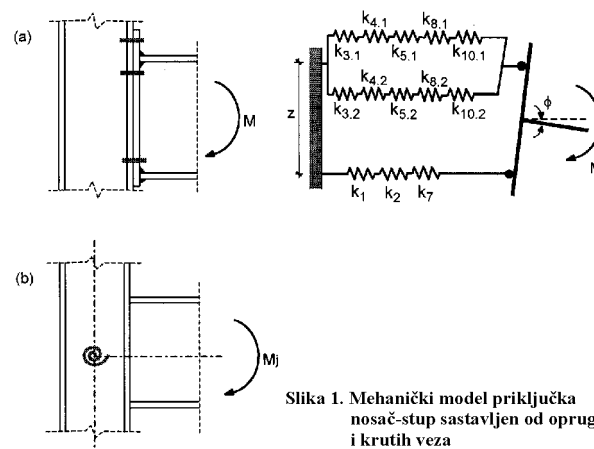 (a)
M
k4.1 k8.1
k3.1 k5.1 k10.1
k4.2 k8.2
k3.2 k5.2 k10.2
z
ϕ
M
k1 k2 k7
(b)
Mj
Slika 1. Mehanički model priključka
nosač-stup sastavljen od opruga
i krutih veza